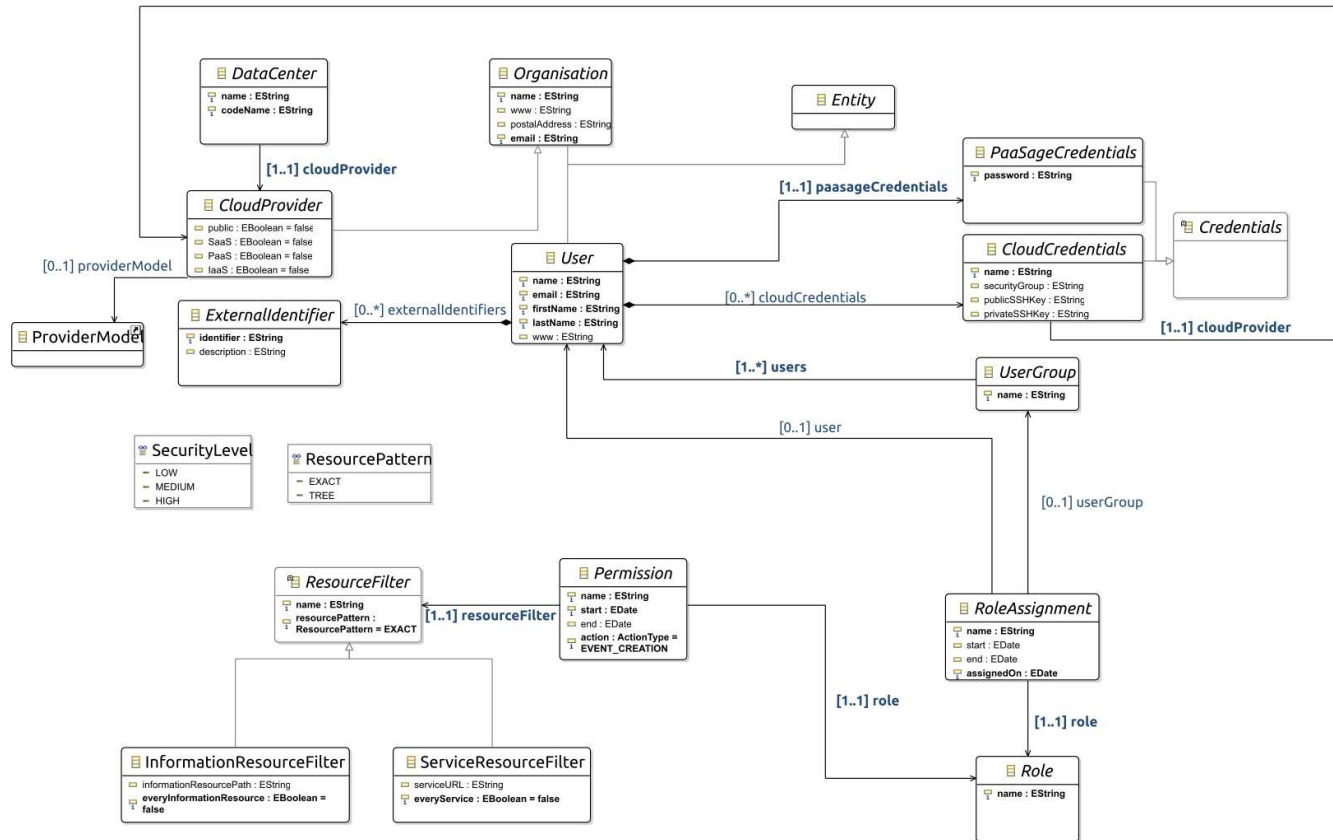 DataCenter
name : EString
codeName : EString
Organisation
name : EString
www : EString
postalAddress : EString
email : EString
Entity
PaaSageCredentials
password : EString
[1..1] cloudProvider
[1..1] paasageCredentials
CloudProvider
public : EBoolean = false
SaaS : EBoolean = false
PaaS : EBoolean = false
IaaS : EBoolean = false
Credentials
CloudCredentials
name : EString
securityGroup : EString
publicSSHKey : EString
privateSSHKey : EString
User
name : EString
email : EString
firstName : EString
lastName : EString
www : EString
[0..1] providerModel
[0..*] externalIdentifiers
[0..*] cloudCredentials
[1..1] cloudProvider
ProviderModel
ExternalIdentifier
identifier : EString
description : EString
[1..*] users
UserGroup
name : EString
[0..1] user
SecurityLevel
LOW
MEDIUM
HIGH
ResourcePattern
EXACT
TREE
[0..1] userGroup
ResourceFilter
name : EString
resourcePattern :
ResourcePattern = EXACT
[1..1] resourceFilter
Permission
name : EString
start : EDate
end : EDate
action : ActionType =
EVENT_CREATION
RoleAssignment
name : EString
start : EDate
end : EDate
assignedOn : EDate
[1..1] role
[1..1] role
InformationResourceFilter
informationResourcePath : EString
everyInformationResource : EBoolean =
false
ServiceResourceFilter
serviceURL : EString
everyService : EBoolean = false
Role
name : EString